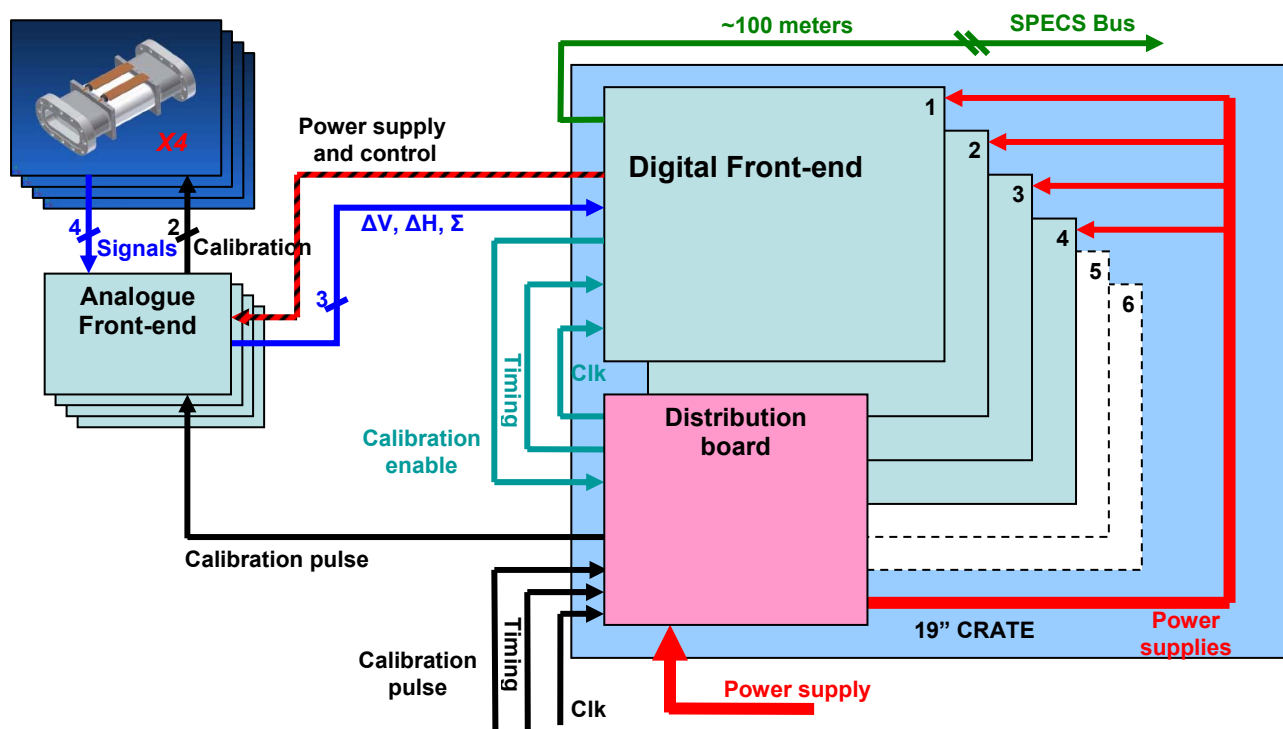 ~100 meters
SPECS Bus
X4
Power supply
and control
Digital Front-end
1
2
3
4
5
6
4
Signals
2
Calibration
ΔV, ΔH, Σ
3
Analogue
Front-end
Timing
Clk
Calibration
enable
Distribution
board
Calibration pulse
Calibration
pulse
Timing
Clk
19” CRATE
Power
supplies
Power supply